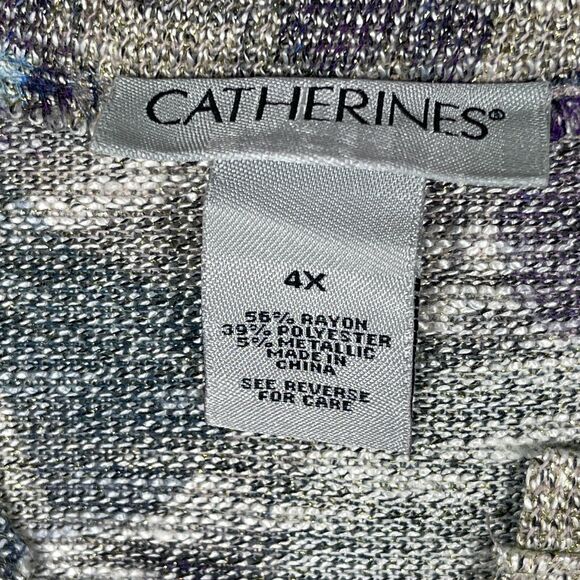 CATHERINES®
4X
56% RAYON
39% POLYESTER
5% METALLIC
MADE IN
CHINA
SEE REVERSE
FOR CARE